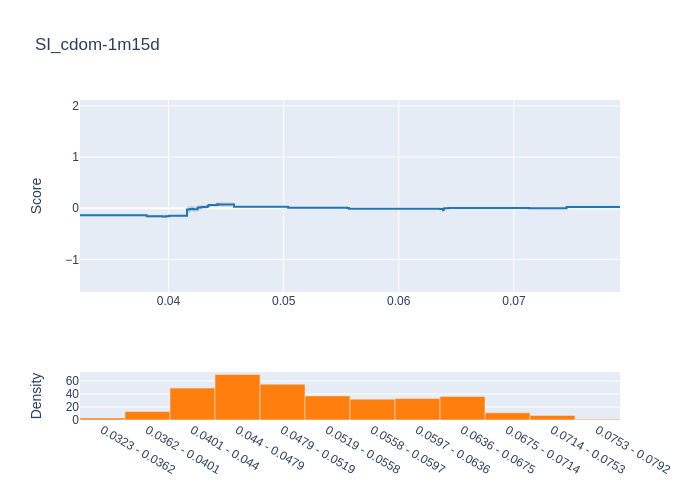 SI_cdom-1m15d
Score
2
1
0
−1
0.04
0.05
0.06
0.07
Density
60
40
20
0
0.0323 - 0.0362
0.0362 - 0.0401
0.0401 - 0.044
0.044 - 0.0479
0.0479 - 0.0519
0.0519 - 0.0558
0.0558 - 0.0597
0.0597 - 0.0636
0.0636 - 0.0675
0.0675 - 0.0714
0.0714 - 0.0753
0.0753 - 0.0792